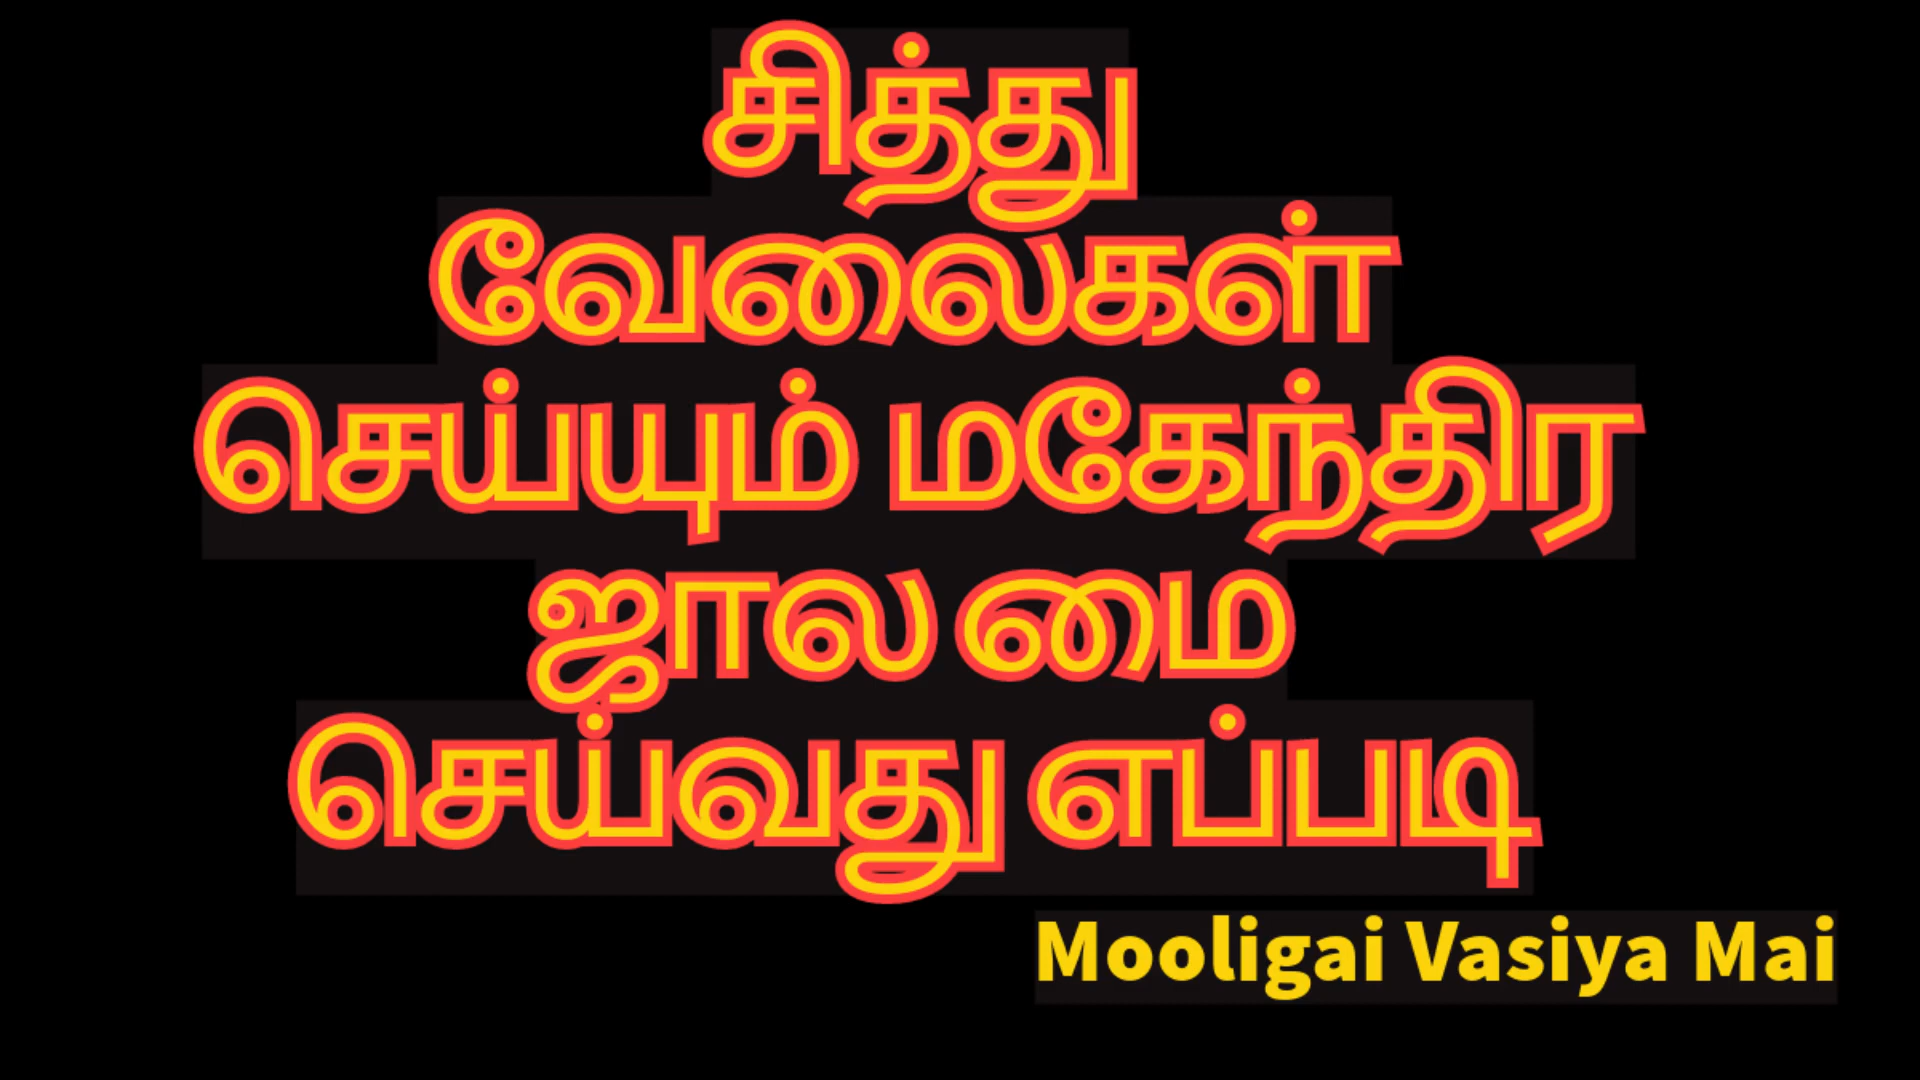 சித்து
வேலைகள்
செய்யும் மகேந்திர
ஜால மை
செய்வது எப்படி
Mooligai Vasiya Mai